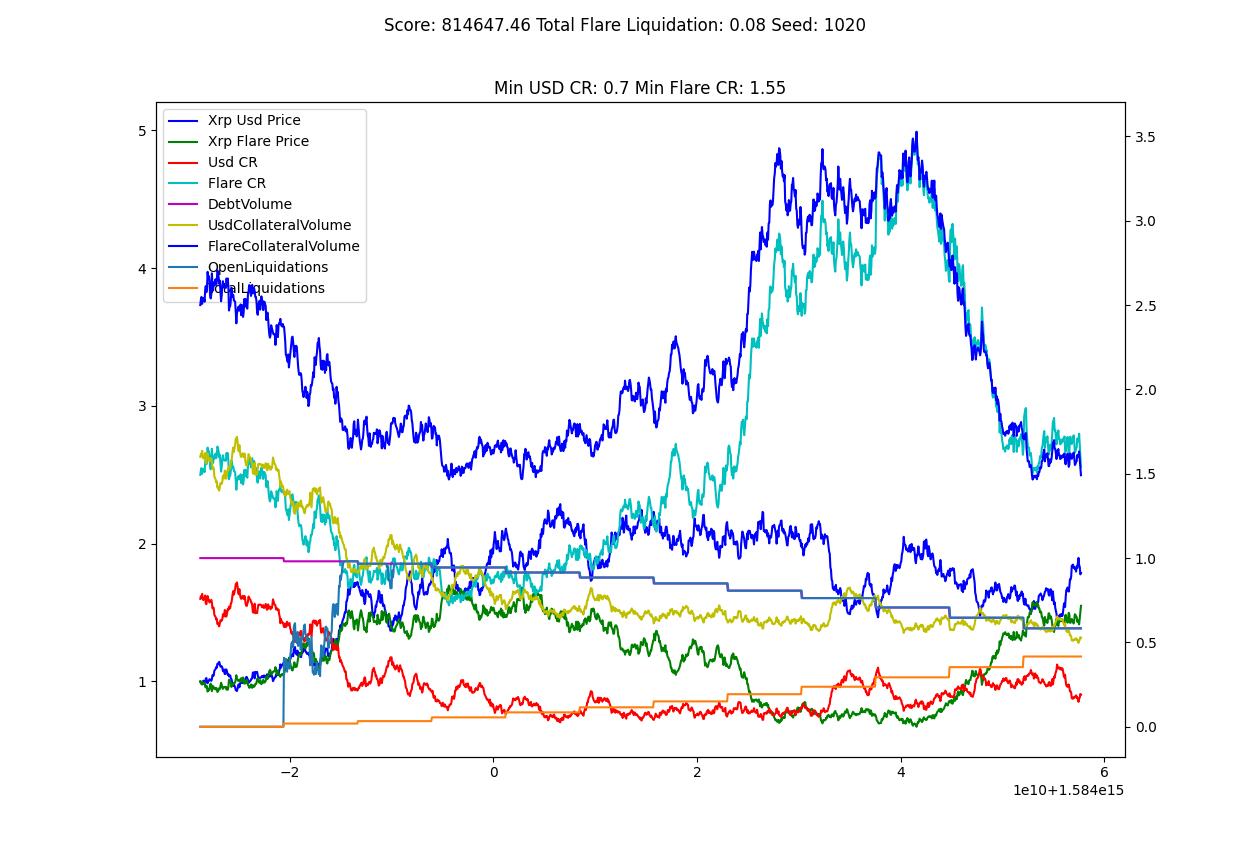 Score: 814647.46 Total Flare Liquidation: 0.08 Seed: 1020
Min USD CR: 0.7 Min Flare CR: 1.55
Xrp Usd Price
Xrp Flare Price
Usd CR
Flare CR
DebtVolume
UsdCollateralVolume
FlareCollateralVolume
OpenLiquidations
TotalLiquidations
5
4
3
2
1
3.5
3.0
2.5
2.0
1.5
1.0
0.5
0.0
−2
0
2
4
6
1e10+1.584e15